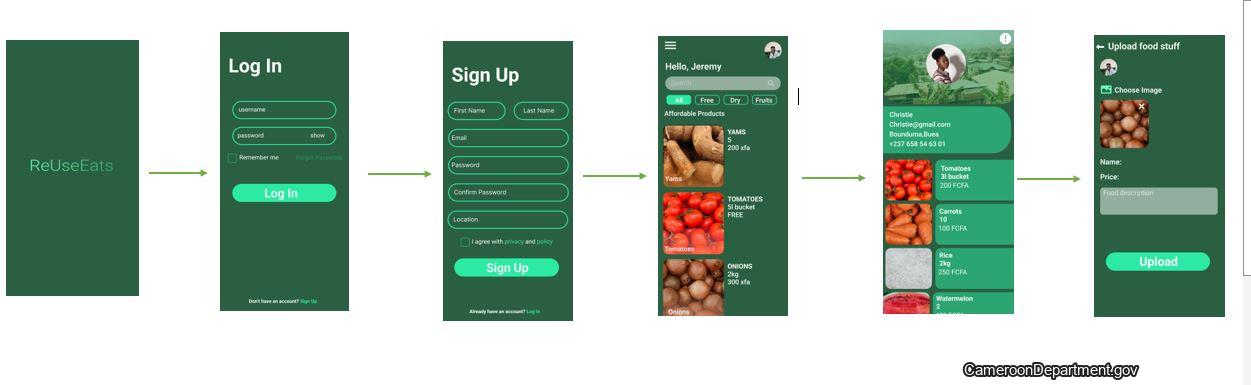 ReUseEats
Log In
username
password show
Remember me Forgot Password
Log In
Don't have an account? Sign Up
Sign Up
First Name Last Name
Email
Password
Confirm Password
Location
I agree with privacy and policy
Sign Up
Already have an account? Log In
Hello, Jeremy
Search
All Free Dry Fruits
Affordable Products
Yams
YAMS
5
200 xfa
Tomatoes
TOMATOES
5l bucket
FREE
Onions
ONIONS
2kg
300 xfa
Christie
Christie@gmail.com
Bounduma,Buea
+237 658 54 63 01
Tomatoes
3l bucket
200 FCFA
Carrots
10
100 FCFA
Rice
2kg
250 FCFA
Watermelon
2
Upload food stuff
Choose Image
Name:
Price:
Food description
Upload
CameroonDepartment.gov